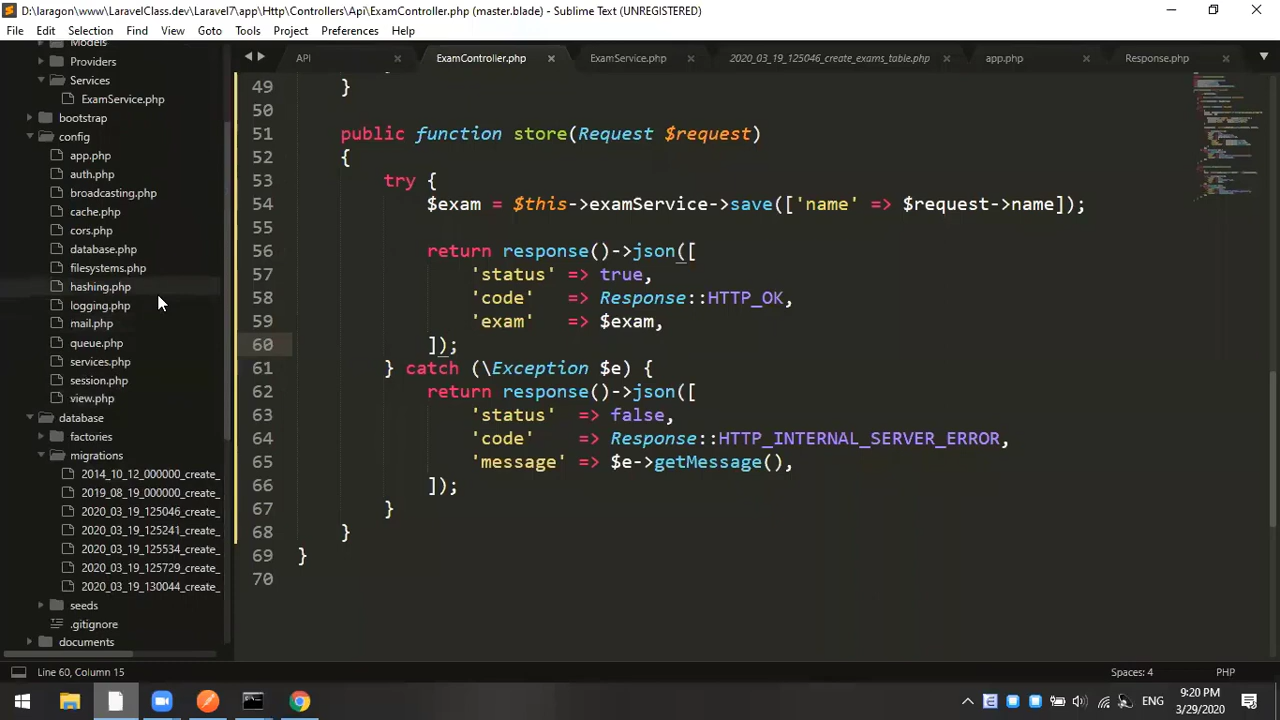 D:\laragon\www\LaravelClass.dev\Laravel7\app\Http\Controllers\Api\ExamController.php (master.blade) - Sublime Text (UNREGISTERED)
File Edit Selection Find View Goto Tools Project Preferences Help
API ExamController.php ExamService.php 2020_03_19_125046_create_exams_table.php app.php Response.php
Models
Providers
Services
ExamService.php
bootstrap
config
app.php
auth.php
broadcasting.php
cache.php
cors.php
database.php
filesystems.php
hashing.php
logging.php
mail.php
queue.php
services.php
session.php
view.php
database
factories
migrations
2014_10_12_000000_create_
2019_08_19_000000_create_
2020_03_19_125046_create_
2020_03_19_125241_create_
2020_03_19_125534_create_
2020_03_19_125729_create_
2020_03_19_130044_create_
seeds
.gitignore
documents
49 }
50
51 public function store(Request $request)
52 {
53 try {
54 $exam = $this->examService->save(['name' => $request->name]);
55
56 return response()->json([
57 'status' => true,
58 'code' => Response::HTTP_OK,
59 'exam' => $exam,
60 ]);
61 } catch (\Exception $e) {
62 return response()->json([
63 'status' => false,
64 'code' => Response::HTTP_INTERNAL_SERVER_ERROR,
65 'message' => $e->getMessage(),
66 ]);
67 }
68 }
69 }
70
Line 60, Column 15 Spaces: 4 PHP
ENG 9:20 PM
3/29/2020